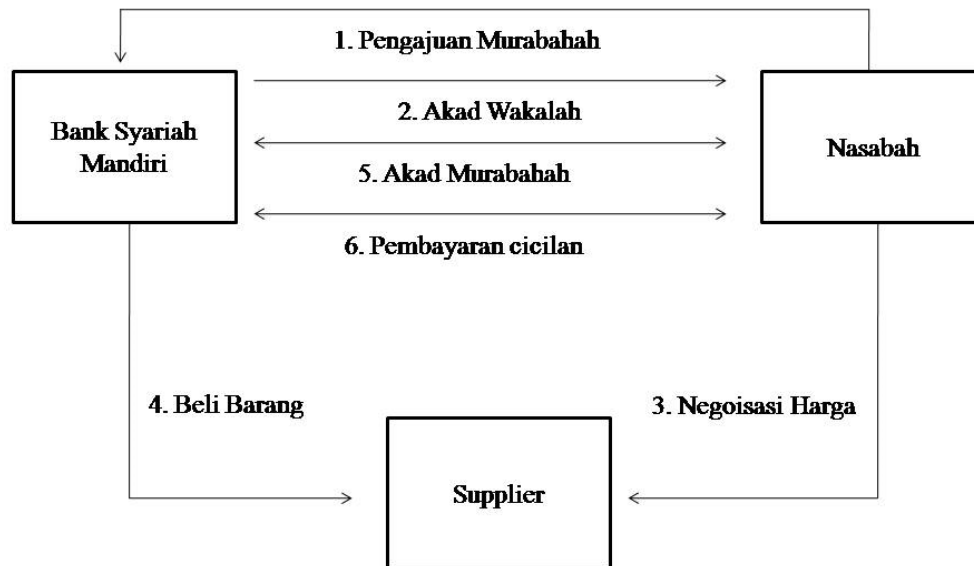 1. Pengajuan Murabahah
Bank Syariah
Mandiri
2. Akad Wakalah
Nasabah
5. Akad Murabahah
6. Pembayaran cicilan
4. Beli Barang
3. Negoisasi Harga
Supplier